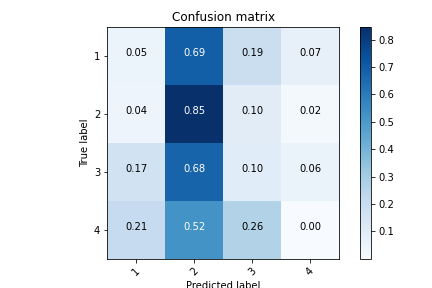 Confusion matrix
1 0.05 0.69 0.19 0.07
2 0.04 0.85 0.10 0.02
3 0.17 0.68 0.10 0.06
4 0.21 0.52 0.26 0.00
True label
1 2 3 4
Predicted label
0.8
0.7
0.6
0.5
0.4
0.3
0.2
0.1